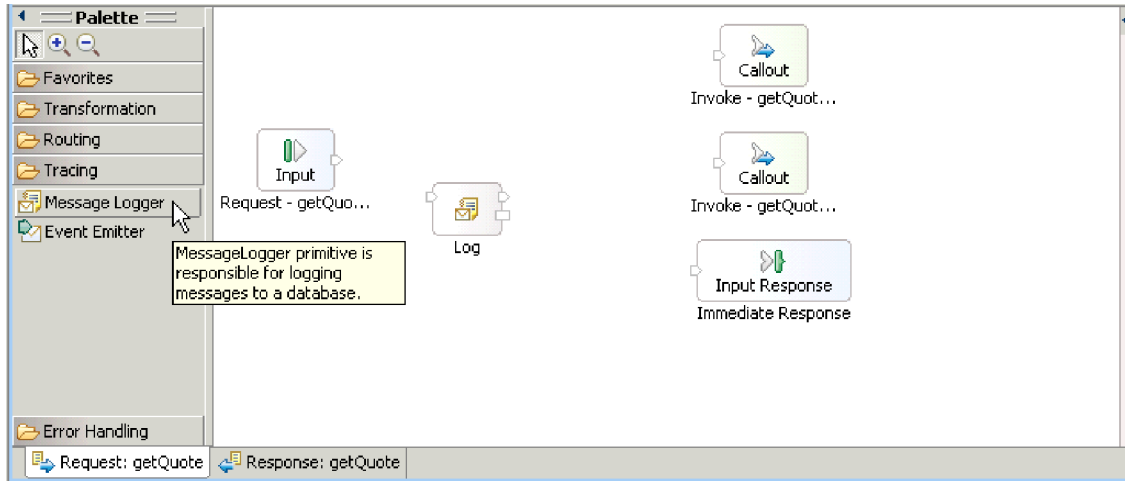 Palette
Favorites
Transformation
Routing
Tracing
Message Logger
Event Emitter
MessageLogger primitive is
responsible for logging
messages to a database.
Error Handling
Input
Request - getQuo...
Log
Callout
Invoke - getQuot...
Callout
Invoke - getQuot...
Input Response
Immediate Response
Request: getQuote
Response: getQuote